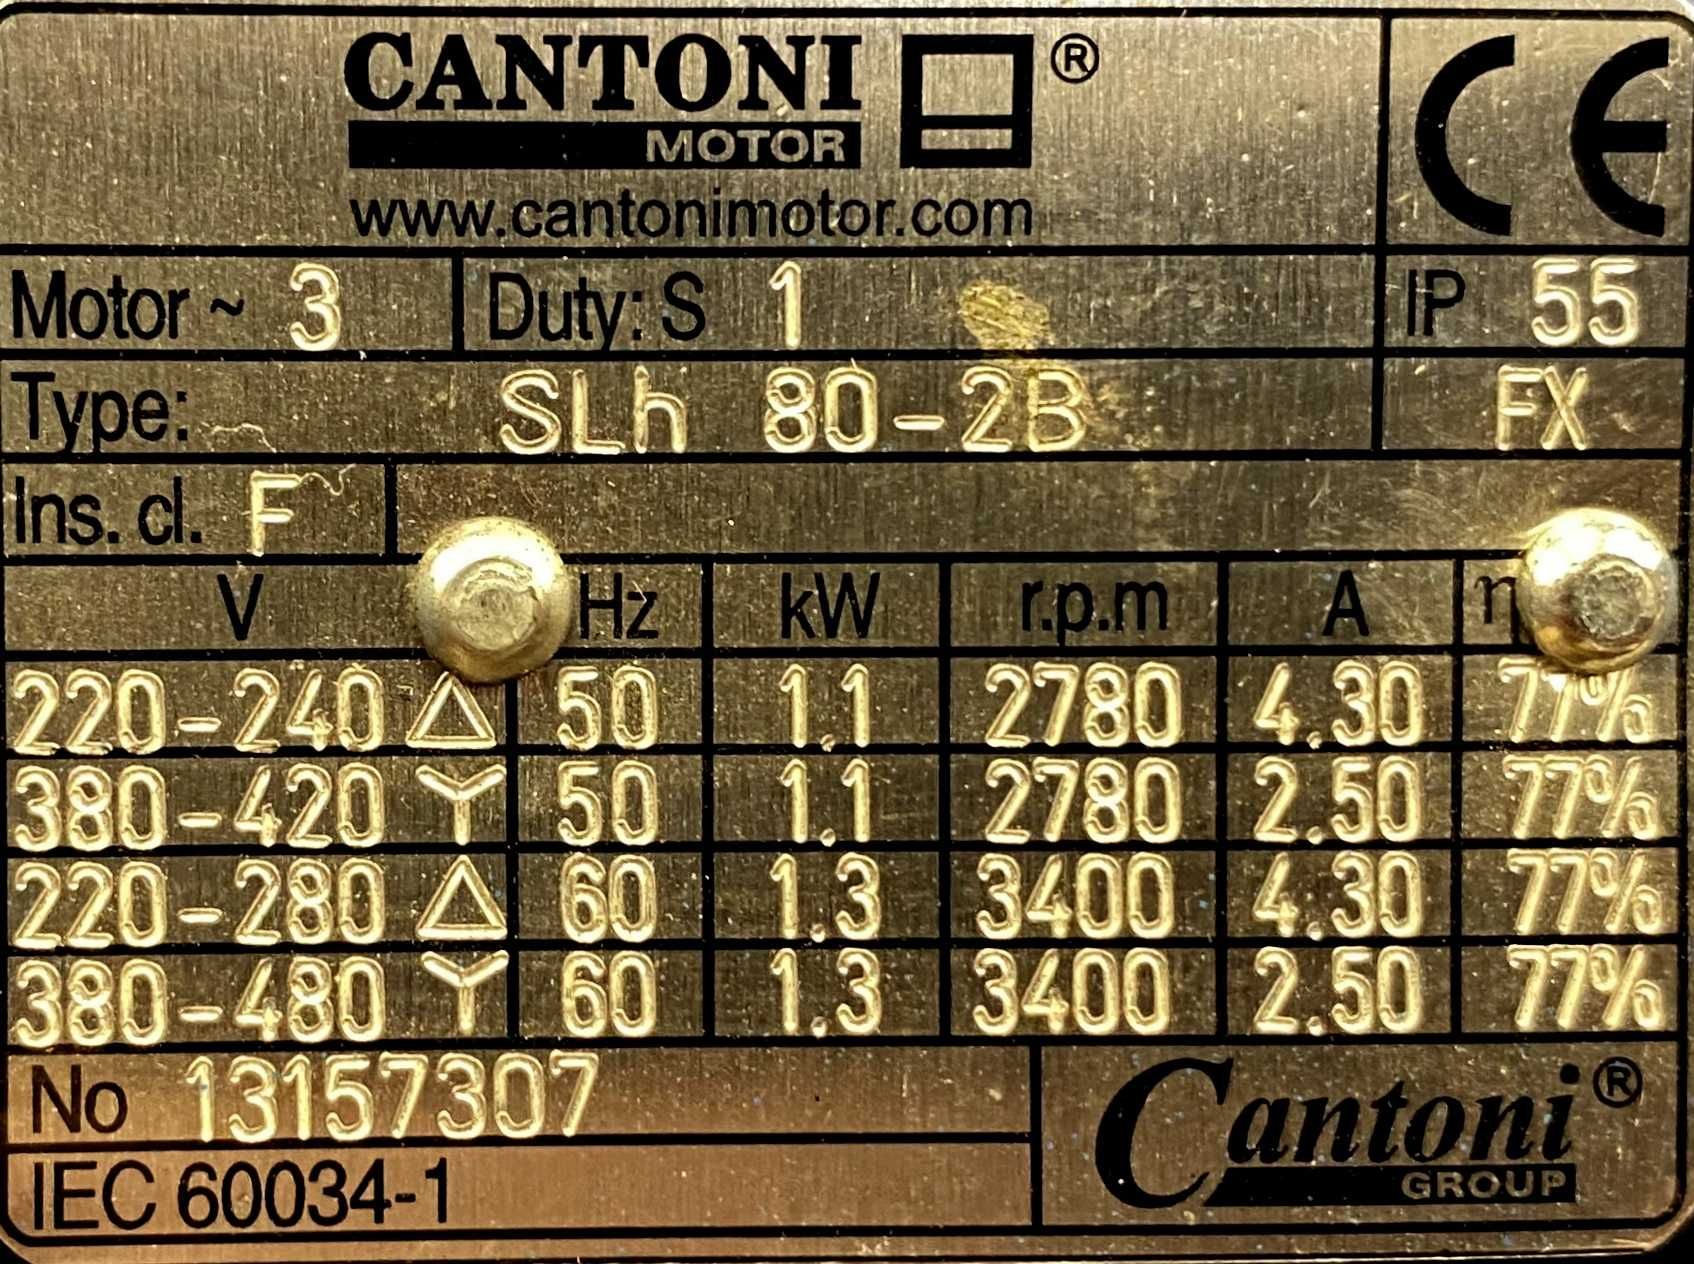 CANTONI ®
MOTOR
www.cantonimotor.com
CE
Motor ~ 3 Duty: S 1 IP 55
Type: SLh 80-2B FX
Ins. cl. F
V Hz kW r.p.m A η
220-240 △ 50 1.1 2780 4.30 77%
380-420 Y 50 1.1 2780 2.50 77%
220-280 △ 60 1.3 3400 4.30 77%
380-480 Y 60 1.3 3400 2.50 77%
No 13157307
IEC 60034-1
Cantoni ®
GROUP